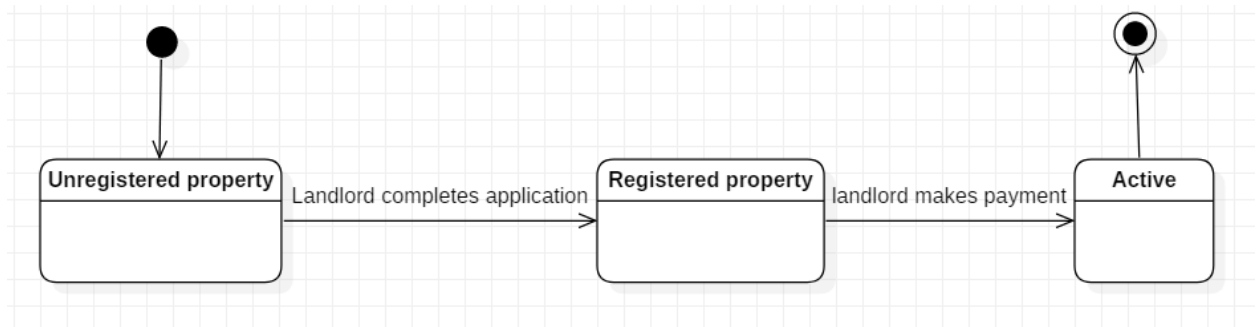 Unregistered property
Landlord completes application
Registered property
landlord makes payment
Active